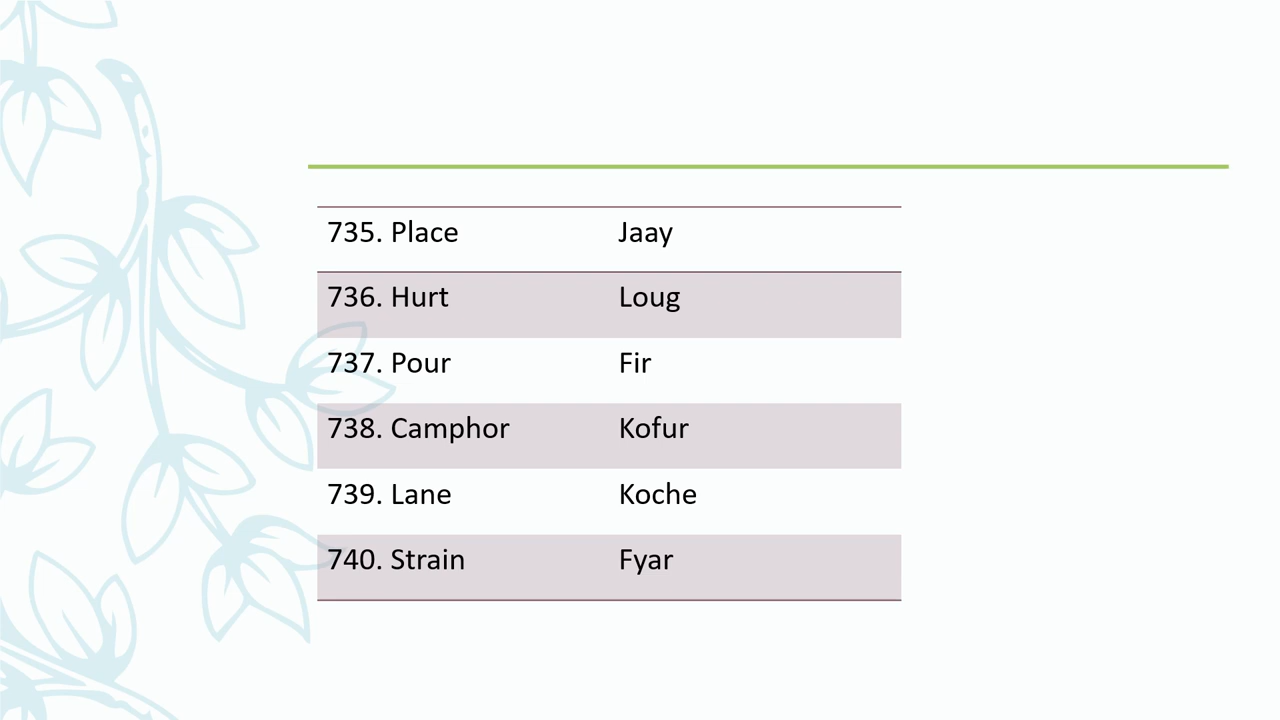 735. Place Jaay
736. Hurt Loug
737. Pour Fir
738. Camphor Kofur
739. Lane Koche
740. Strain Fyar